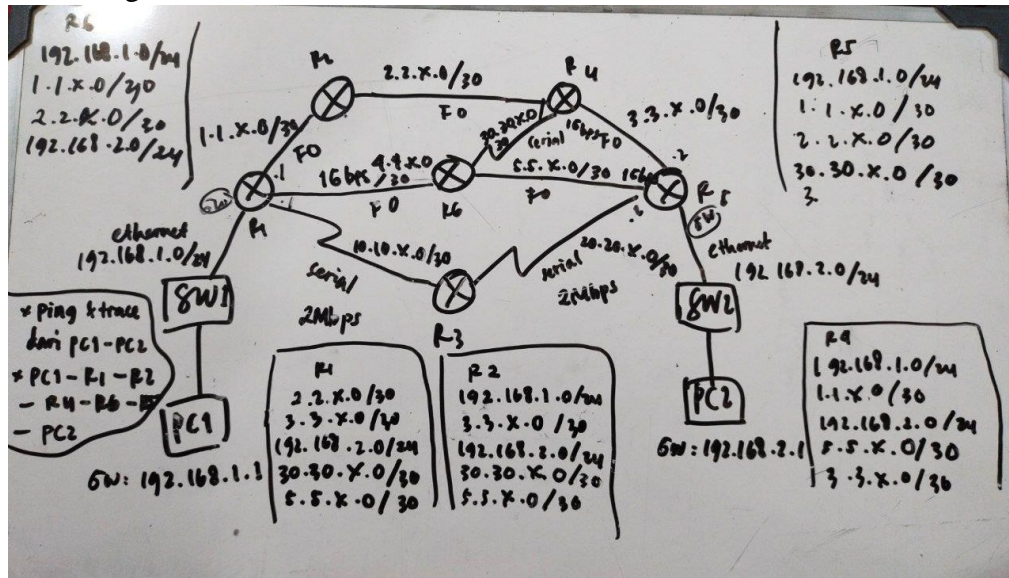 R6
192.168.1.0/24
1.1.X.0/30
2.2.X.0/30
192.168.2.0/24
R2
2.2.X.0/30
FO
R4
1.1.X.0/30
FO
30.30.X.0/30
serial
1Gbps FO
3.3.X.0/30
R5
192.168.1.0/24
1.1.X.0/30
2.2.X.0/30
30.30.X.0/30
3.
.1
R1
1Gbps
4.4.X.0/30
FO
R6
5.5.X.0/30
1Gbps
FO
.2
R5
GW
ethernet
192.168.1.0/24
10.10.X.0/30
serial
2Mbps
R3
20.20.X.0/30
serial
2Mbps
ethernet
192.168.2.0/24
SW1
SW2
* Ping & trace
dari PC1-PC2
* PC1-R1-R2
- R4-R6-R5
- PC2
PC1
GW: 192.168.1.1
R1
2.2.X.0/30
3.3.X.0/30
192.168.2.0/24
30.30.X.0/30
5.5.X.0/30
R2
192.168.1.0/24
3.3.X.0/30
192.168.2.0/24
30.30.X.0/30
5.5.X.0/30
PC2
GW: 192.168.2.1
R4
192.168.1.0/24
1.1.X.0/30
192.168.2.0/24
5.5.X.0/30
3.3.X.0/30